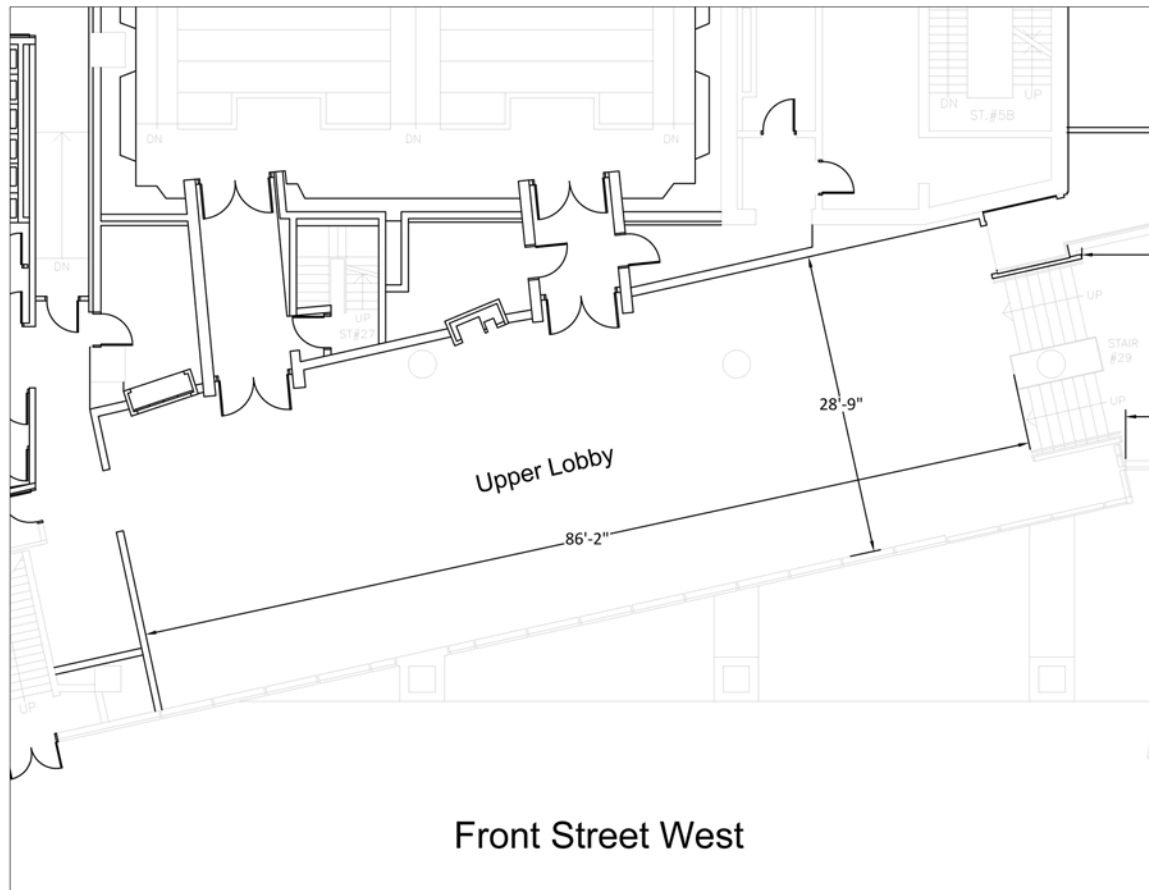 DN
UP
ST.#5B
DN
DN
DN
DN
UP
UP
ST#27
STAIR
#29
28'-9"
UP
Upper Lobby
86'-2"
UP
Front Street West